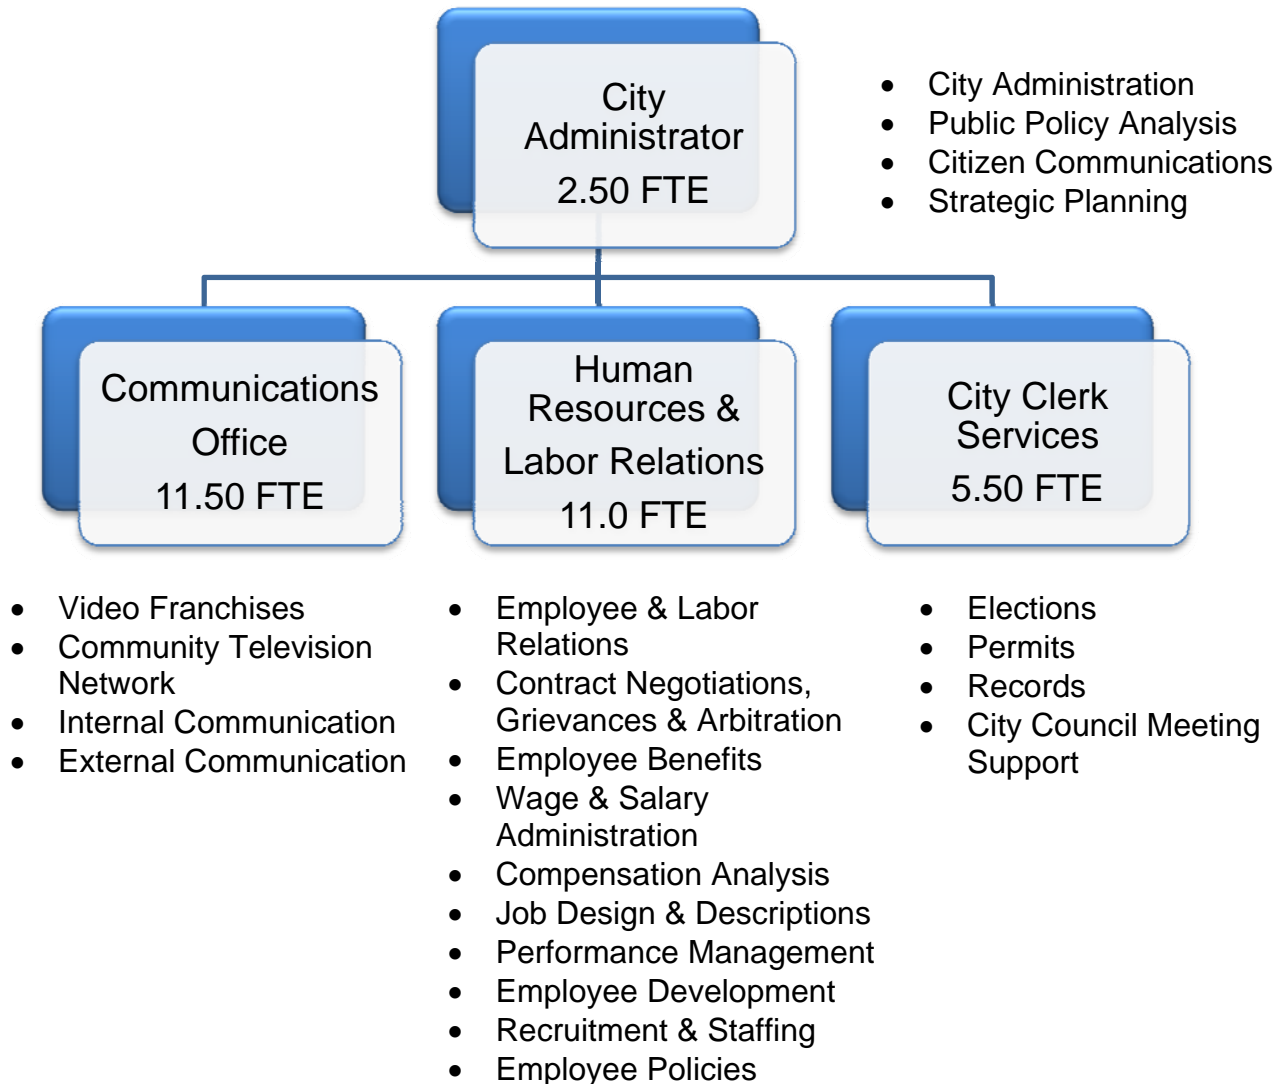 City
Administrator
2.50 FTE
• City Administration
• Public Policy Analysis
• Citizen Communications
• Strategic Planning
Communications
Office
11.50 FTE
Human
Resources &
Labor Relations
11.0 FTE
City Clerk
Services
5.50 FTE
• Video Franchises
• Community Television
Network
• Internal Communication
• External Communication
• Employee & Labor
Relations
• Contract Negotiations,
Grievances & Arbitration
• Employee Benefits
• Wage & Salary
Administration
• Compensation Analysis
• Job Design & Descriptions
• Performance Management
• Employee Development
• Recruitment & Staffing
• Employee Policies
• Elections
• Permits
• Records
• City Council Meeting
Support